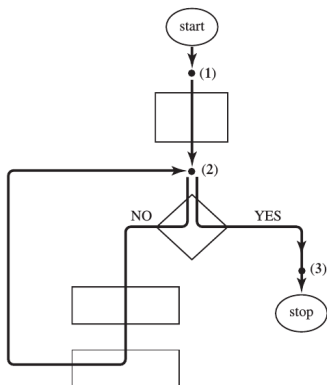 start
(1)
(2)
NO
YES
(3)
stop